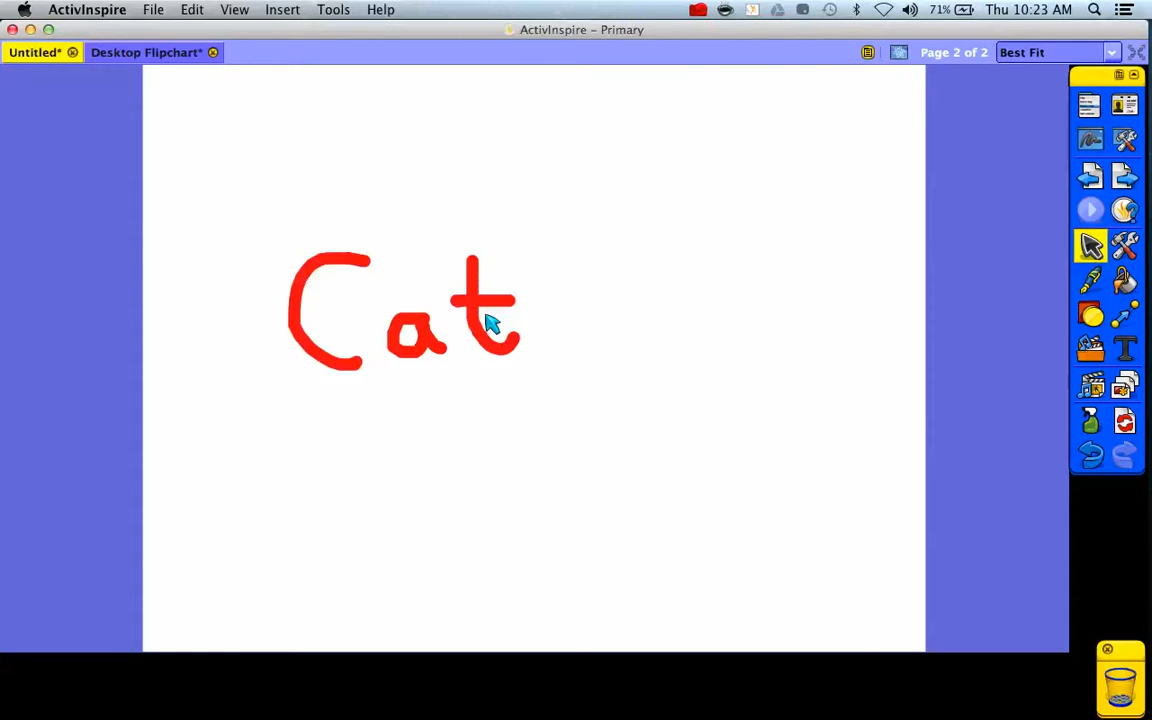 ActivInspire File Edit View Insert Tools Help 71% Thu 10:23 AM
ActivInspire – Primary
Untitled* Desktop Flipchart* Page 2 of 2 Best Fit
T
Cat